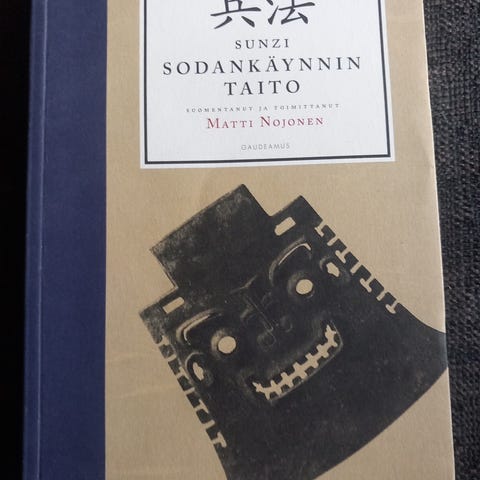 兵法
SUNZI
SODANKÄYNNIN
TAITO
SUOMENTANUT JA TOIMITTANUT
MATTI NOJONEN
GAUDEAMUS